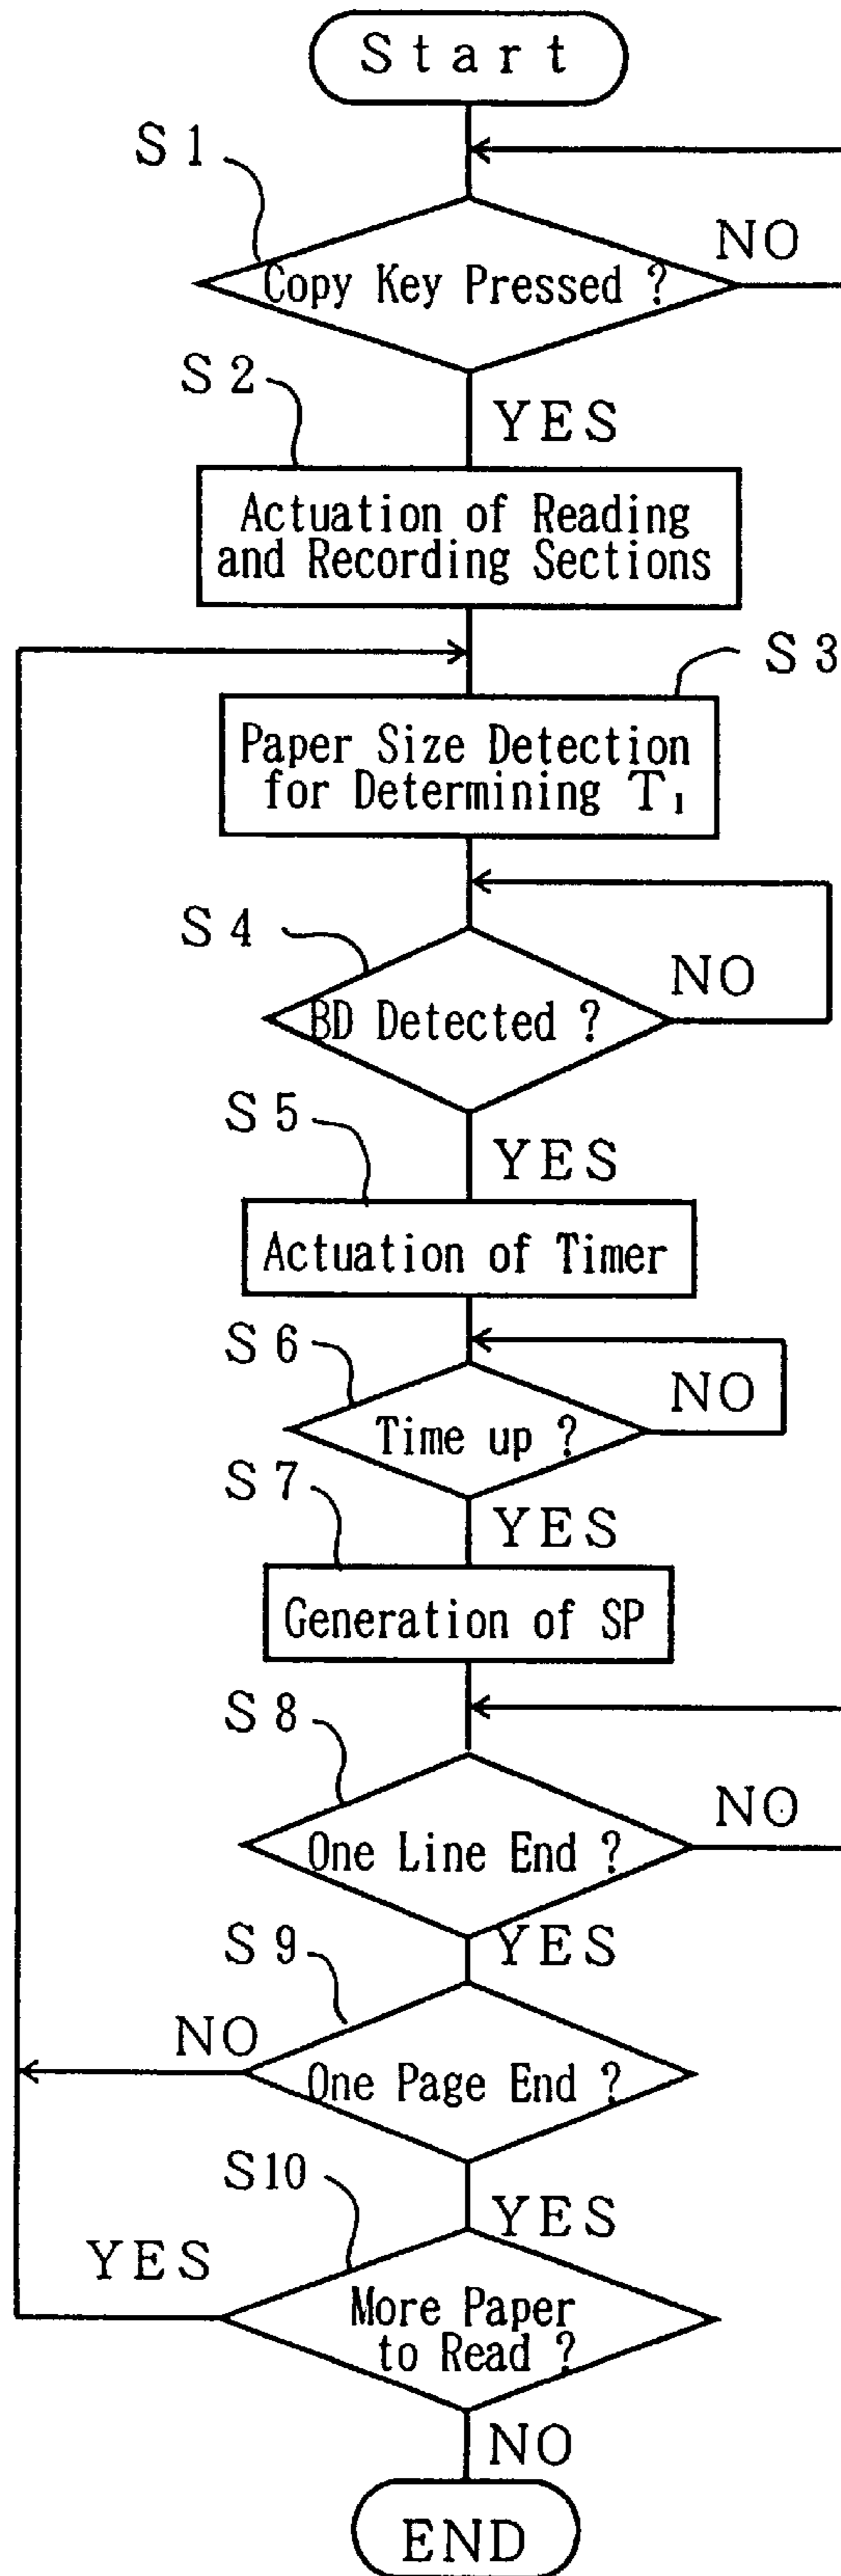 Start
S1
NO
Copy Key Pressed ?
S2
YES
Actuation of Reading
and Recording Sections
S3
Paper Size Detection
for Determining T₁
S4
NO
BD Detected ?
S5
YES
Actuation of Timer
S6
NO
Time up ?
S7
YES
Generation of SP
S8
NO
One Line End ?
S9
YES
NO
One Page End ?
S10
YES
YES
More Paper
to Read ?
NO
END